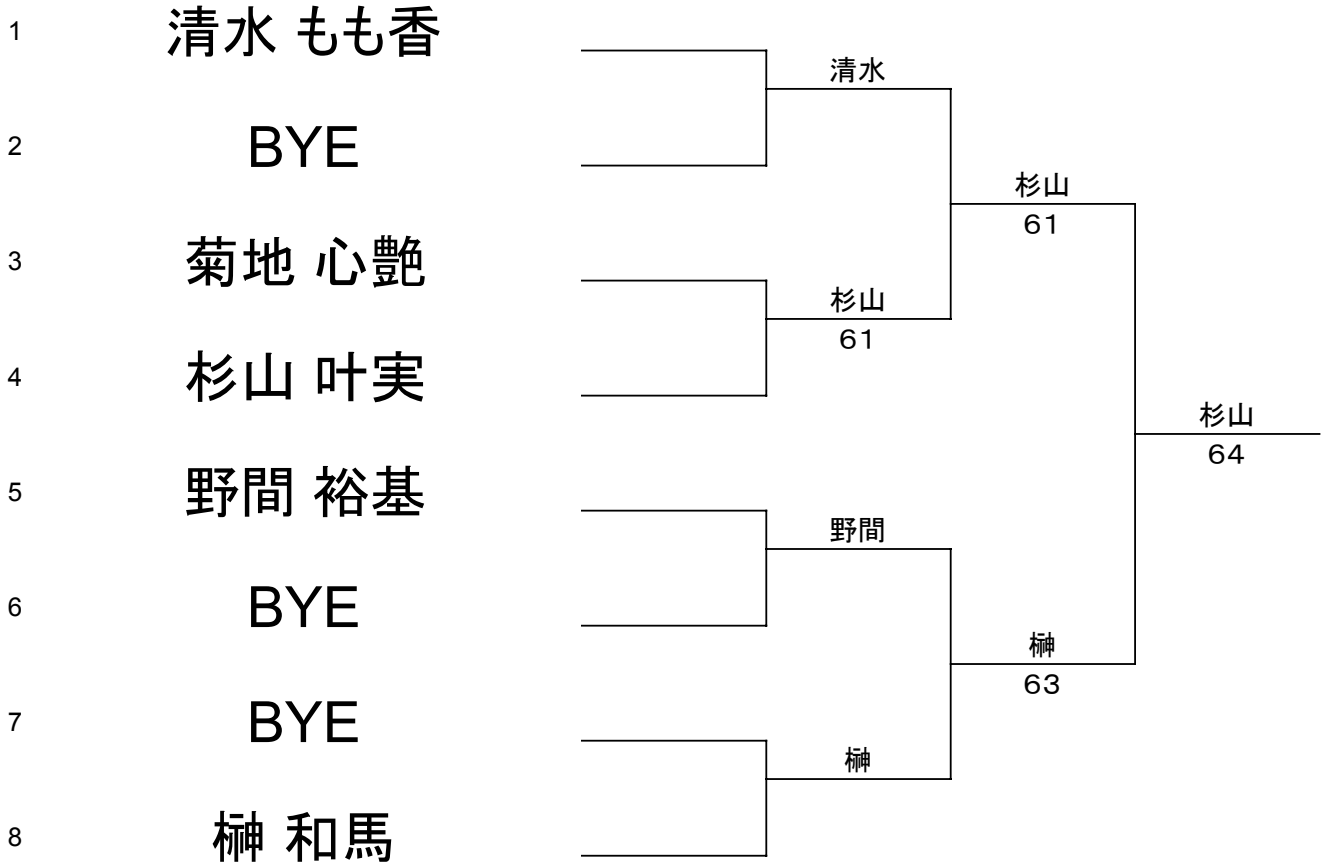 1 清水 もも香
清水
2 BYE
杉山
61
3 菊地 心艶
杉山
61
4 杉山 叶実
杉山
64
5 野間 裕基
野間
6 BYE
榊
63
7 BYE
榊
8 榊 和馬